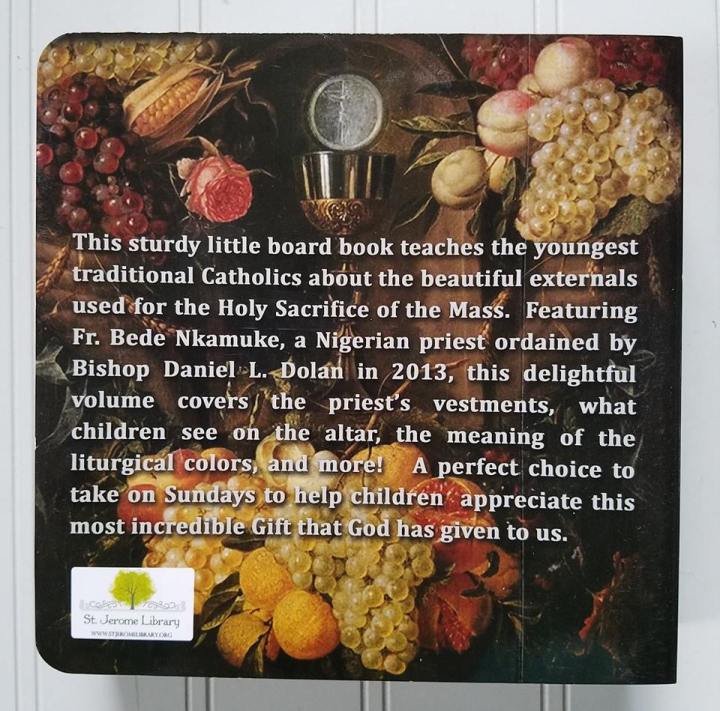 This sturdy little board book teaches the youngest
traditional Catholics about the beautiful externals
used for the Holy Sacrifice of the Mass. Featuring
Fr. Bede Nkamuke, a Nigerian priest ordained by
Bishop Daniel L. Dolan in 2013, this delightful
volume covers the priest's vestments, what
children see on the altar, the meaning of the
liturgical colors, and more! A perfect choice to
take on Sundays to help children appreciate this
most incredible Gift that God has given to us.
St. Jerome Library
WWW.STJEROMELIBRARY.ORG